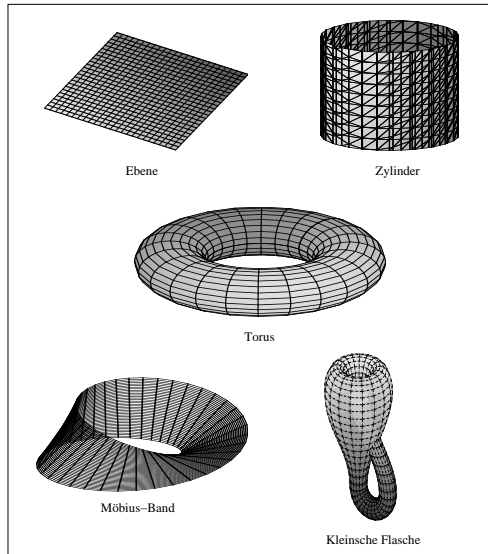 Ebene
Zylinder
Torus
Möbius–Band
Kleinsche Flasche